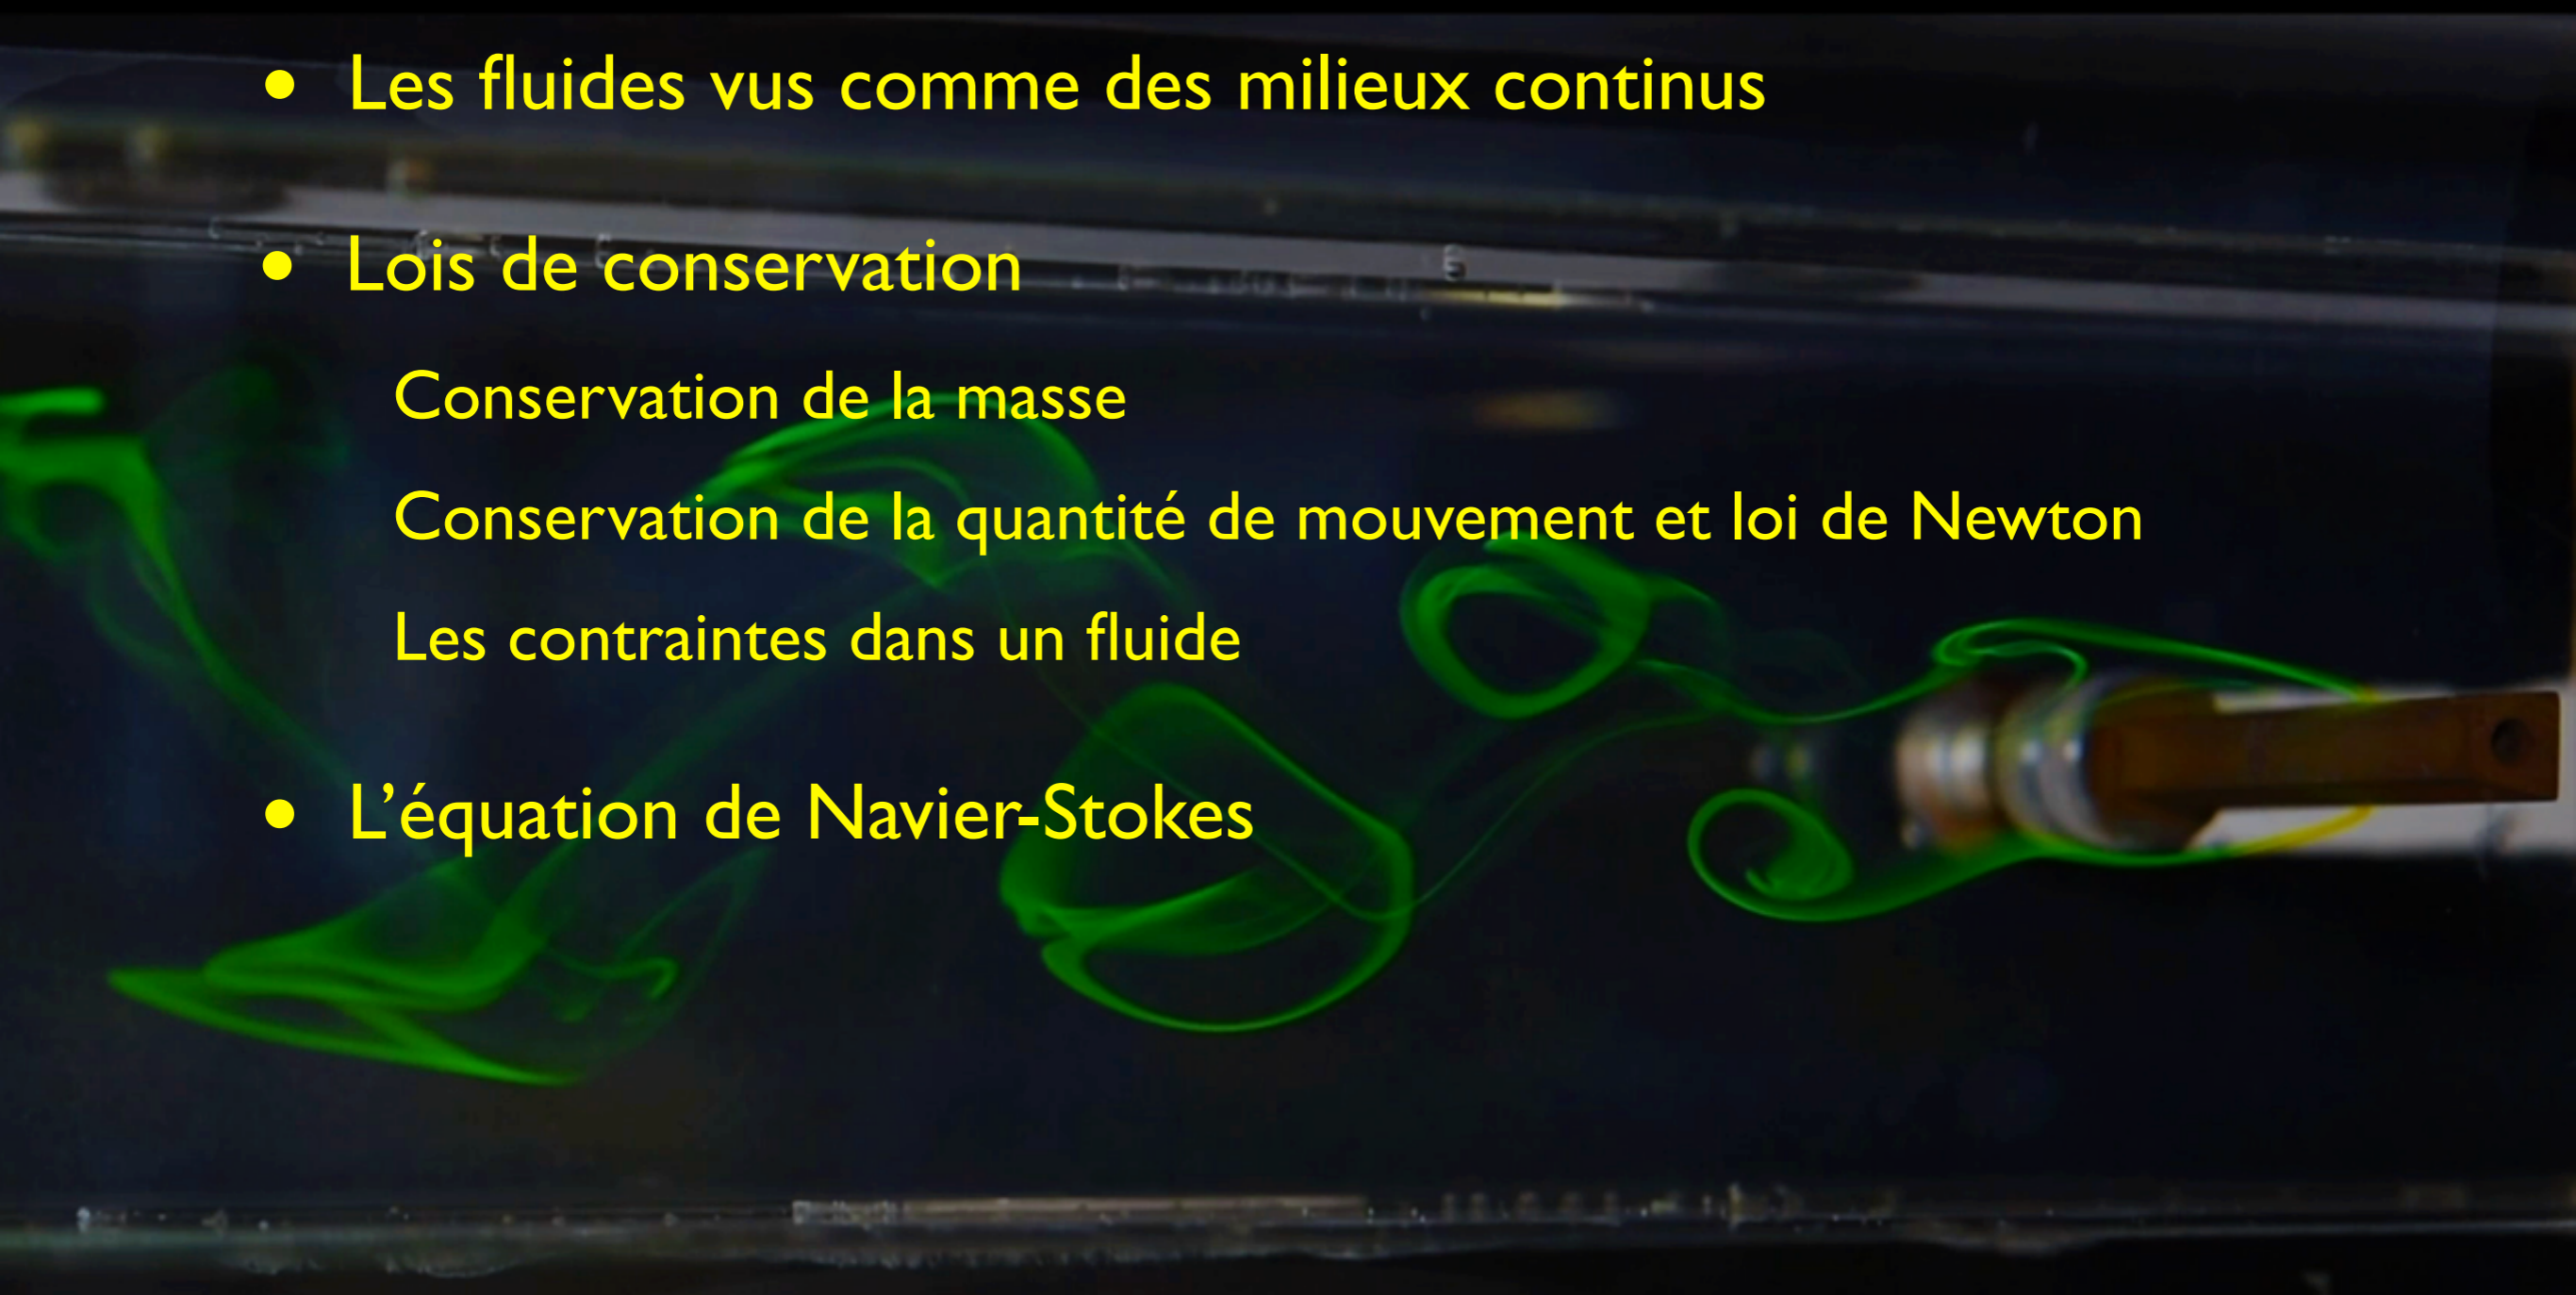 • Les fluides vus comme des milieux continus
• Lois de conservation
Conservation de la masse
Conservation de la quantité de mouvement et loi de Newton
Les contraintes dans un fluide
• L’équation de Navier-Stokes